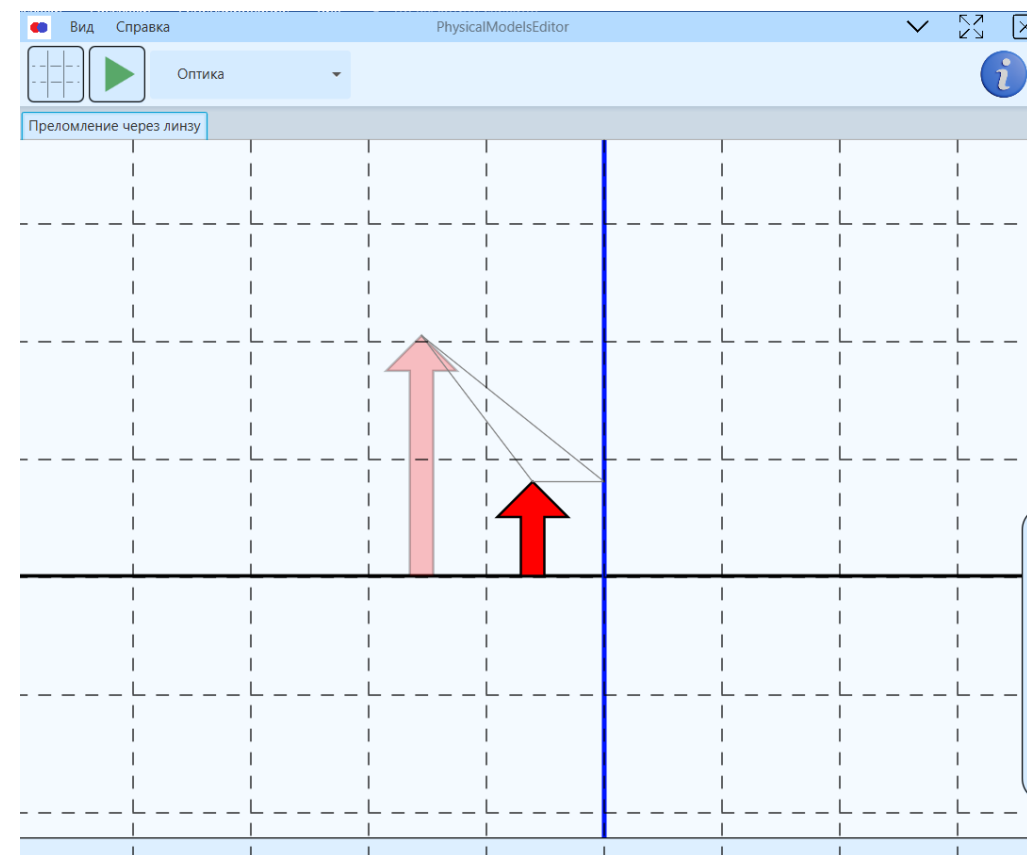 Вид Справка PhysicalModelsEditor
Оптика
Преломление через линзу